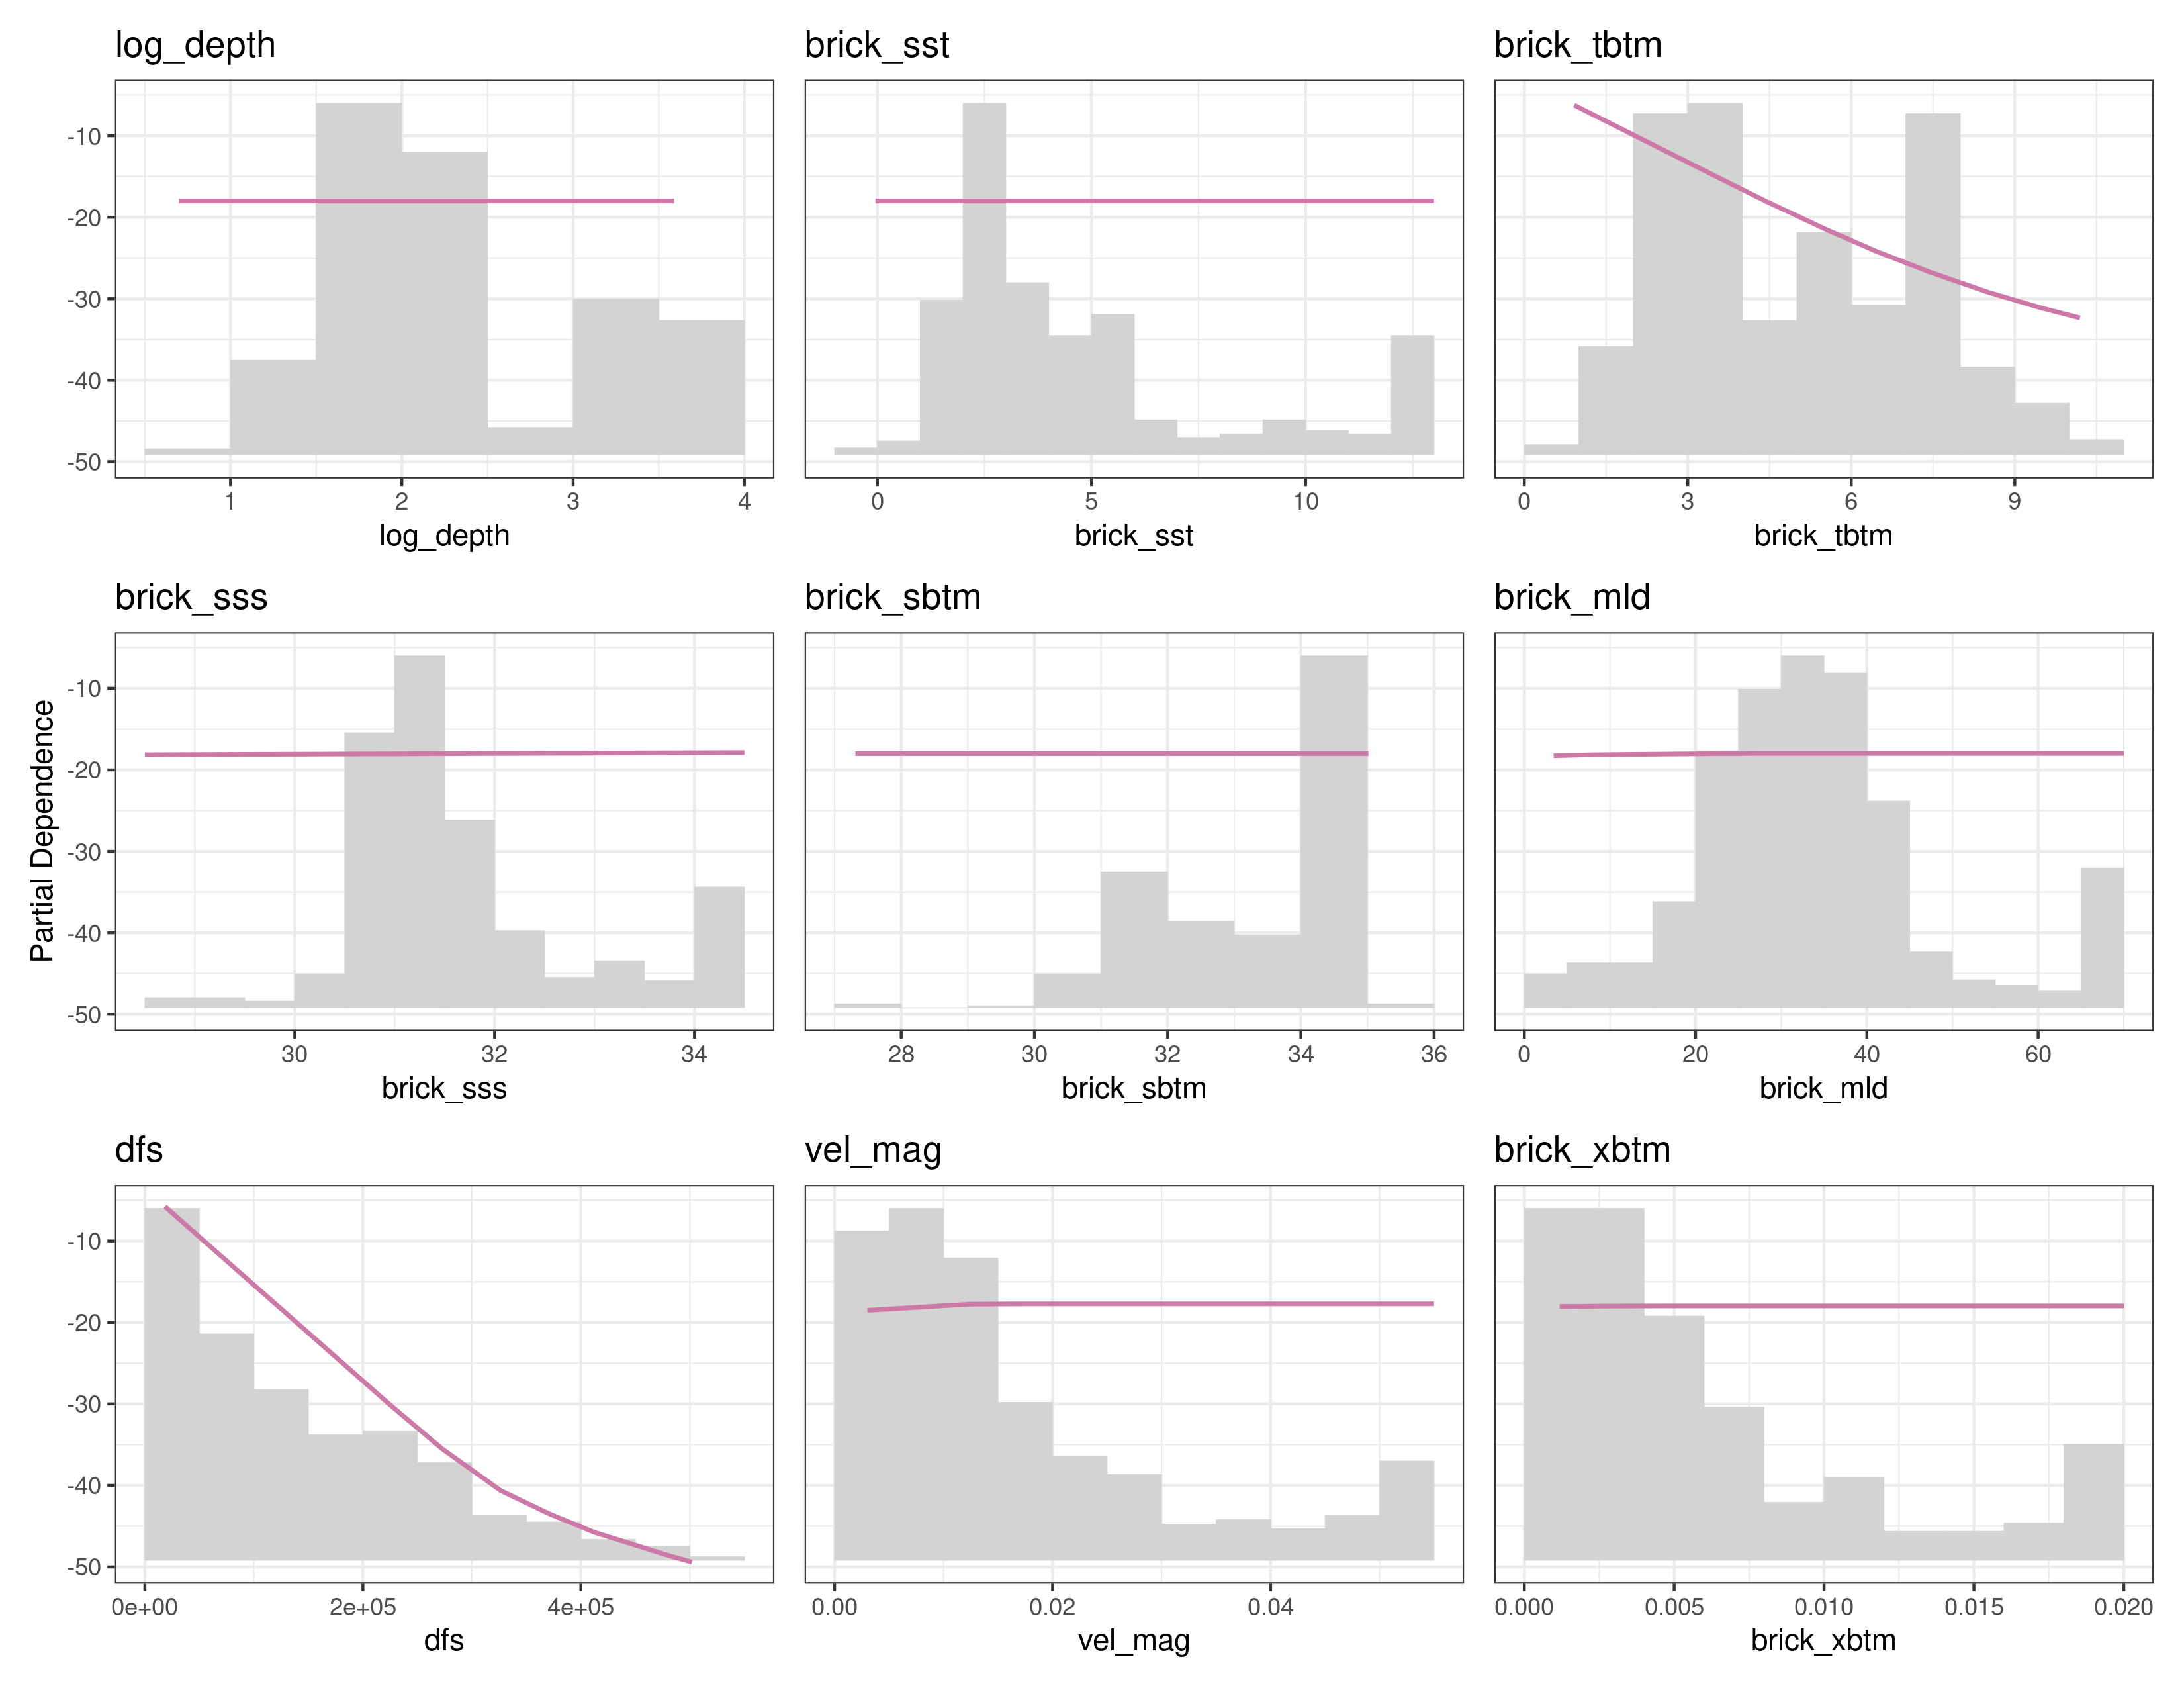 log_depth
brick_sst
brick_tbtm
-10
-20
-30
-40
-50
1 2 3 4
0 5 10
0 3 6 9
log_depth
brick_sst
brick_tbtm
brick_sss
brick_sbtm
brick_mld
Partial Dependence
-10
-20
-30
-40
-50
30 32 34
28 30 32 34 36
0 20 40 60
brick_sss
brick_sbtm
brick_mld
dfs
vel_mag
brick_xbtm
-10
-20
-30
-40
-50
0e+00 2e+05 4e+05
0.00 0.02 0.04
0.000 0.005 0.010 0.015 0.020
dfs
vel_mag
brick_xbtm